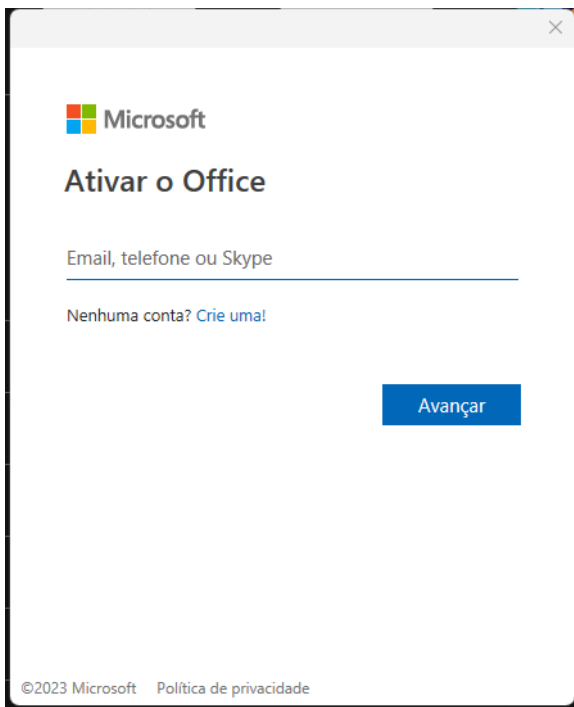 Microsoft
Ativar o Office
Email, telefone ou Skype
Nenhuma conta? Crie uma!
Avançar
©2023 Microsoft Política de privacidade